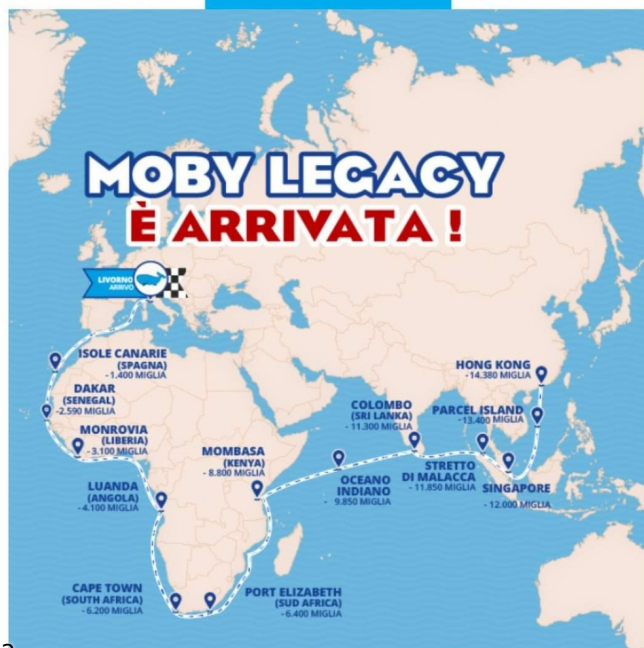 MOBY LEGACY
È ARRIVATA !
LIVORNO
ARRIVO
ISOLE CANARIE
(SPAGNA)
- 1.400 MIGLIA
DAKAR
(SENEGAL)
-2.590 MIGLIA
MONROVIA
(LIBERIA)
- 3.100 MIGLIA
LUANDA
(ANGOLA)
- 4.100 MIGLIA
CAPE TOWN
(SOUTH AFRICA)
- 6.200 MIGLIA
PORT ELIZABETH
(SUD AFRICA)
- 6.400 MIGLIA
MOMBASA
(KENYA)
- 8.800 MIGLIA
OCEANO
INDIANO
- 9.850 MIGLIA
COLOMBO
(SRI LANKA)
- 11.300 MIGLIA
STRETTO
DI MALACCA
- 11.850 MIGLIA
SINGAPORE
- 12.000 MIGLIA
PARCEL ISLAND
-13.400 MIGLIA
HONG KONG
- 14.380 MIGLIA